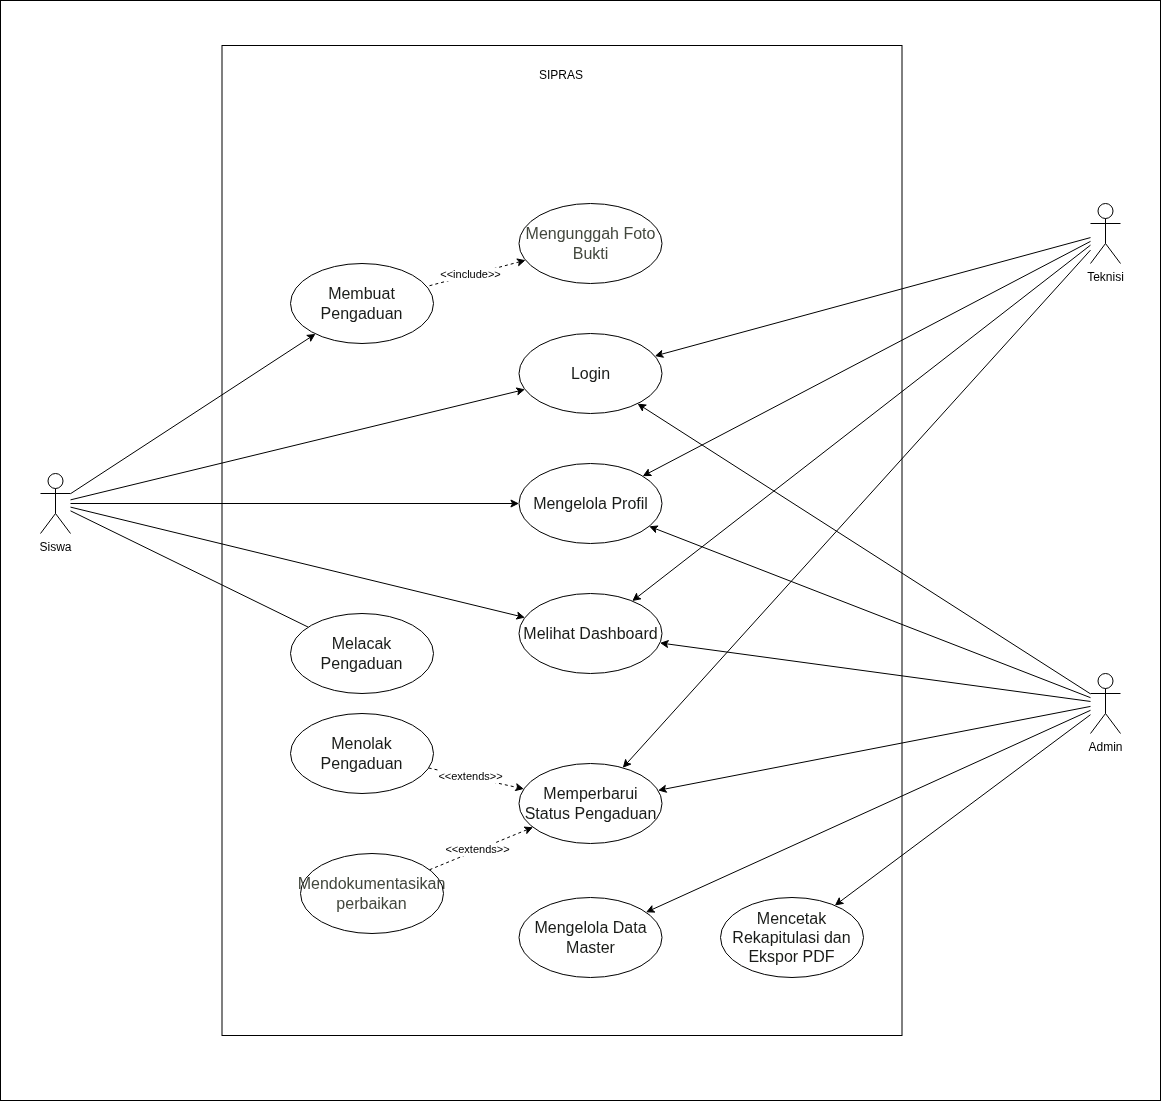 SIPRAS
Mengunggah Foto
Bukti
<<include>>
Membuat
Pengaduan
Teknisi
Login
Mengelola Profil
Siswa
Melihat Dashboard
Melacak
Pengaduan
Menolak
Pengaduan
<<extends>>
Admin
Memperbarui
Status Pengaduan
<<extends>>
Mendokumentasikan
perbaikan
Mengelola Data
Master
Mencetak
Rekapitulasi dan
Ekspor PDF